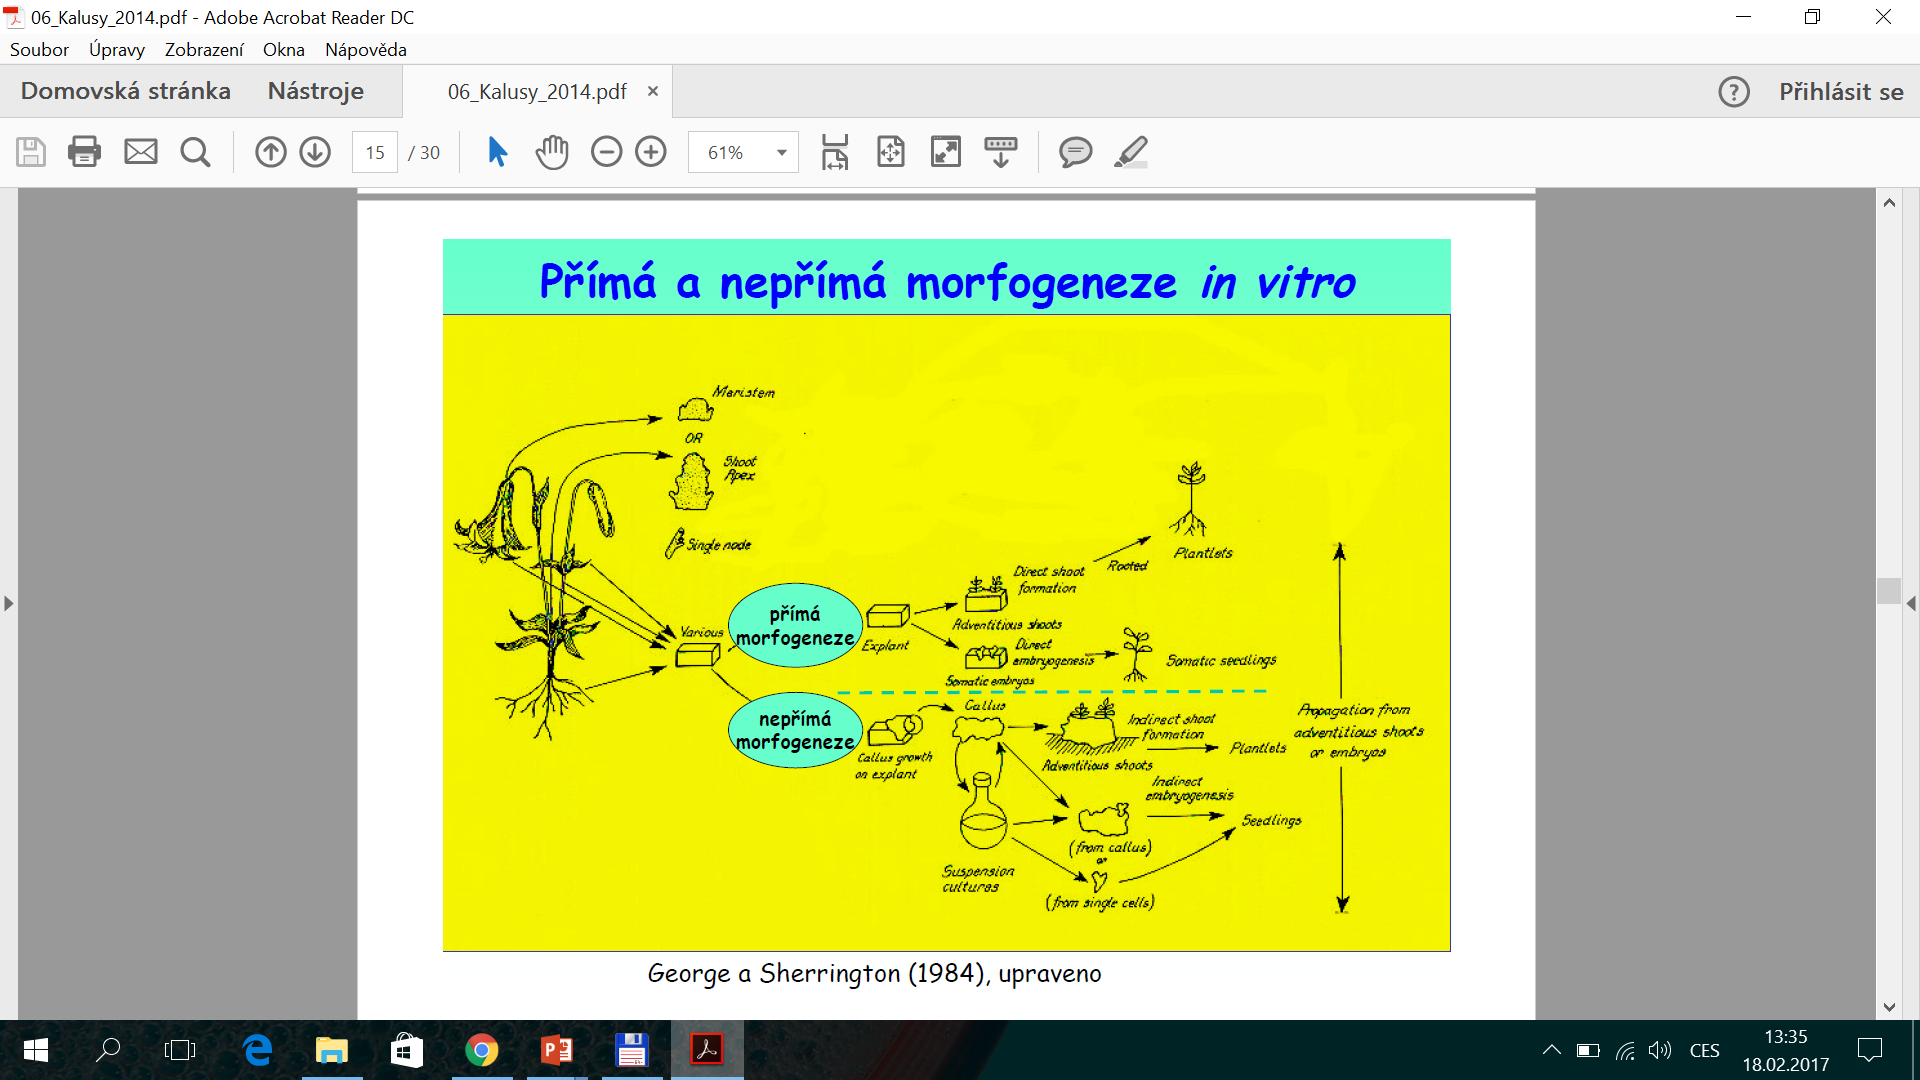 06_Kalusy_2014.pdf - Adobe Acrobat Reader DC
Soubor Úpravy Zobrazení Okna Nápověda
Domovská stránka Nástroje 06_Kalusy_2014.pdf × Přihlásit se
15 / 30 61%
Přímá a nepřímá morfogeneze in vitro
Meristem
OR
Shoot
Apex
Single node
Various
přímá
morfogeneze
Explant
Direct shoot
formation
Adventitious shoots
Rooted
Plantlets
Direct
embryogenesis
Somatic embryos
Somatic seedlings
nepřímá
morfogeneze
Callus growth
on explant
Callus
Indirect shoot
formation
Adventitious shoots
Plantlets
Indirect
embryogenesis
Seedlings
(from callus)
or
(from single cells)
Suspension
cultures
Propagation from
adventitious shoots
or embryos
George a Sherrington (1984), upraveno
CES
13:35
18.02.2017